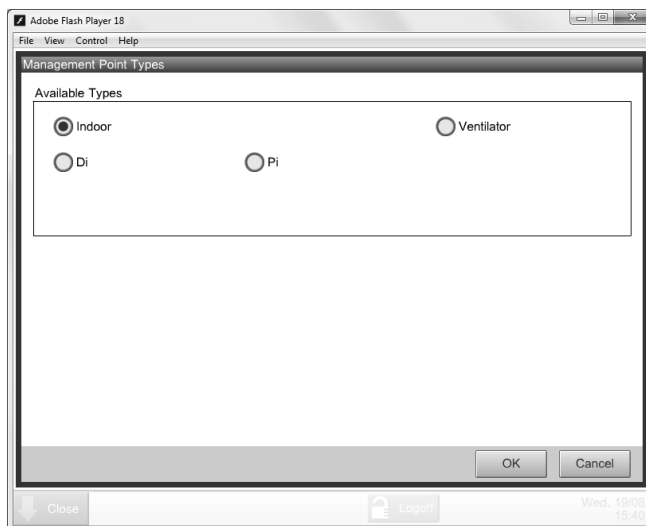 Adobe Flash Player 18
File View Control Help
Management Point Types
Available Types
Indoor
Ventilator
Di
Pi
OK
Cancel
Close
Logoff
Wed, 19/08
15:40